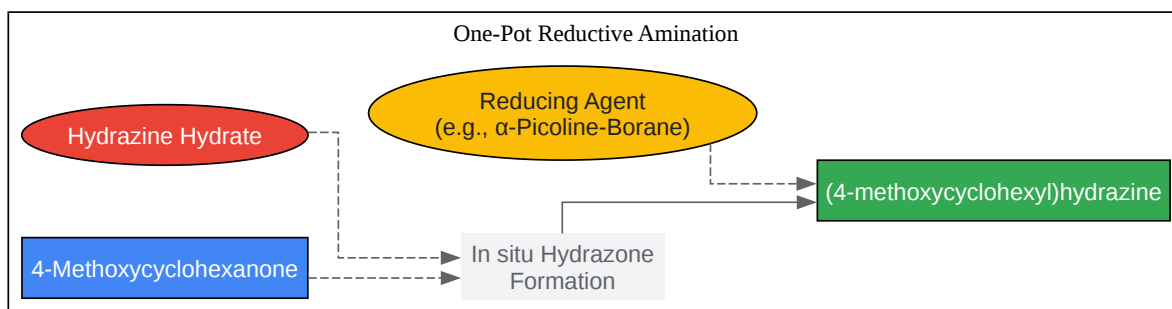 One-Pot Reductive Amination
Hydrazine Hydrate
Reducing Agent
(e.g., α-Picoline-Borane)
(4-methoxycyclohexyl)hydrazine
4-Methoxycyclohexanone
In situ Hydrazone
Formation